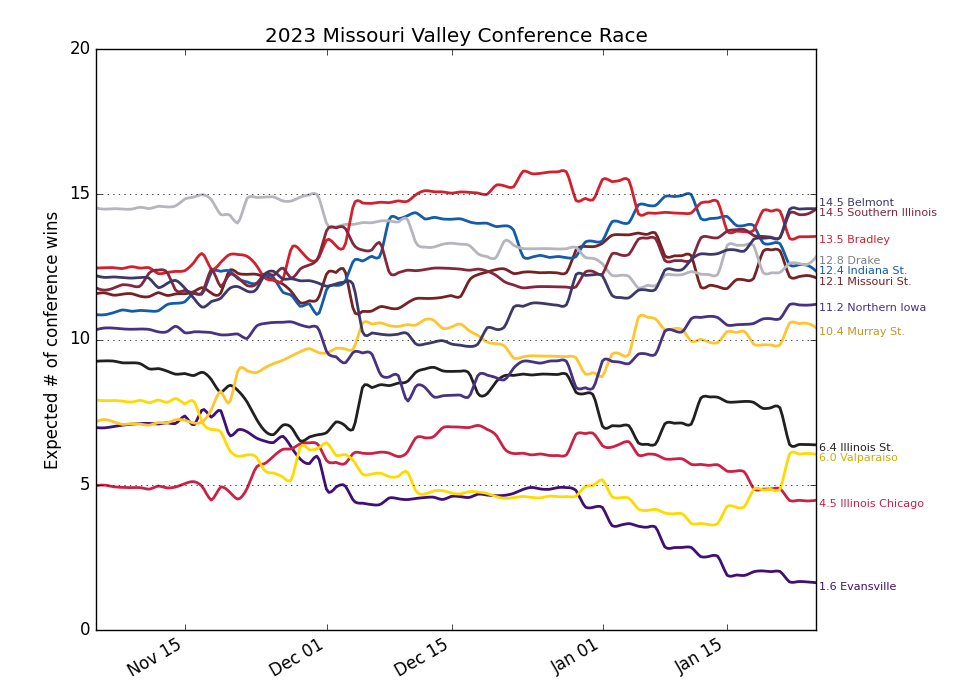 2023 Missouri Valley Conference Race
Expected # of conference wins
20
15
10
5
0
14.5 Belmont
14.5 Southern Illinois
13.5 Bradley
12.8 Drake
12.4 Indiana St.
12.1 Missouri St.
11.2 Northern Iowa
10.4 Murray St.
6.4 Illinois St.
6.0 Valparaiso
4.5 Illinois Chicago
1.6 Evansville
Nov 15
Dec 01
Dec 15
Jan 01
Jan 15